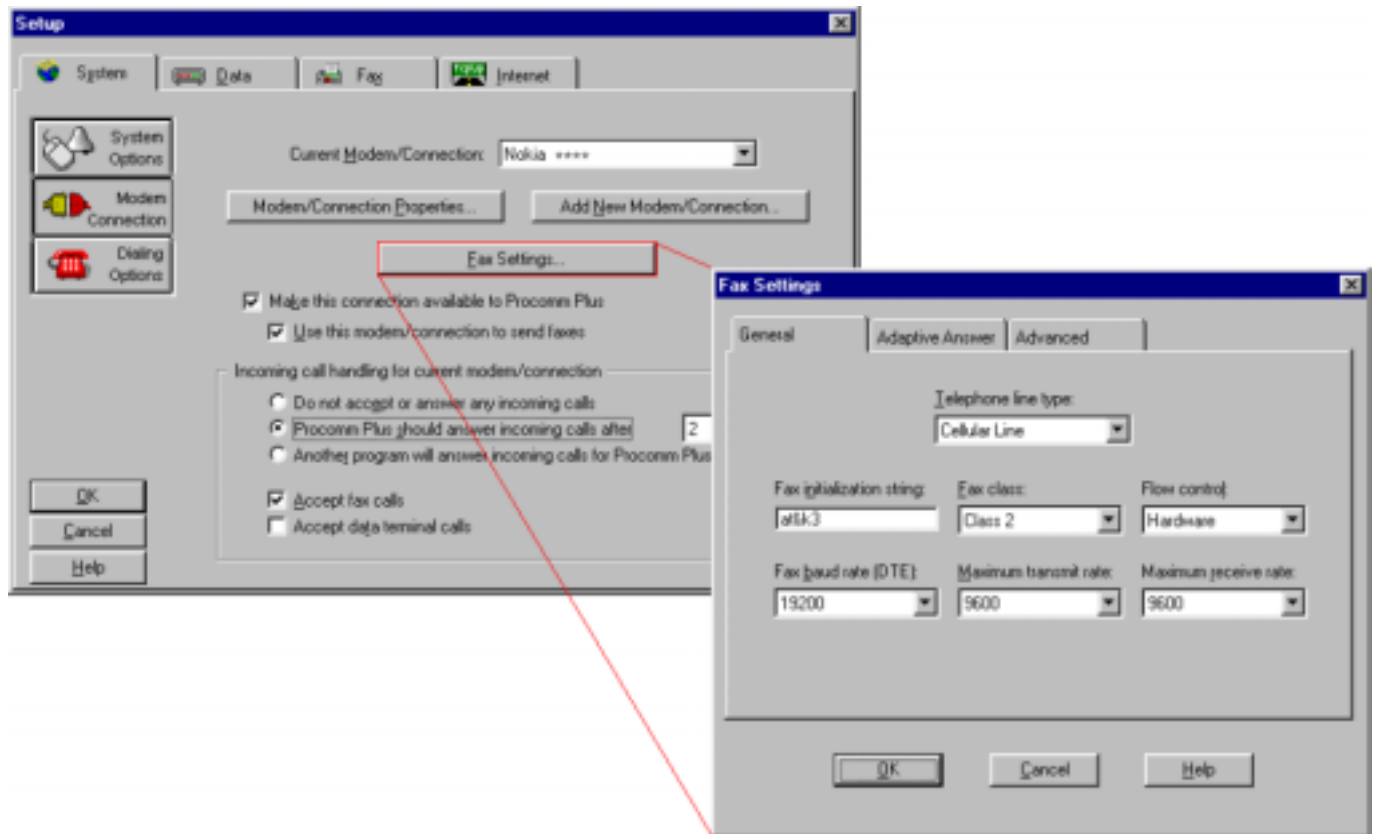 Setup
System
Data
Fax
Internet
System
Options
Modem
Connection
Dialing
Options
Current Modem/Connection:
Nokia ****
Modem/Connection Properties...
Add New Modem/Connection...
Fax Settings...
Make this connection available to Procomm Plus
Use this modem/connection to send faxes
Incoming call handling for current modem/connection
Do not accept or answer any incoming calls
Procomm Plus should answer incoming calls after
2
Another program will answer incoming calls for Procomm Plus
Accept fax calls
Accept data terminal calls
OK
Cancel
Help
Fax Settings
General
Adaptive Answer
Advanced
Telephone line type:
Cellular Line
Fax initialization string:
Fax class:
Flow control:
at&k3
Class 2
Hardware
Fax baud rate (DTE):
Maximum transmit rate:
Maximum receive rate:
19200
9600
9600
OK
Cancel
Help